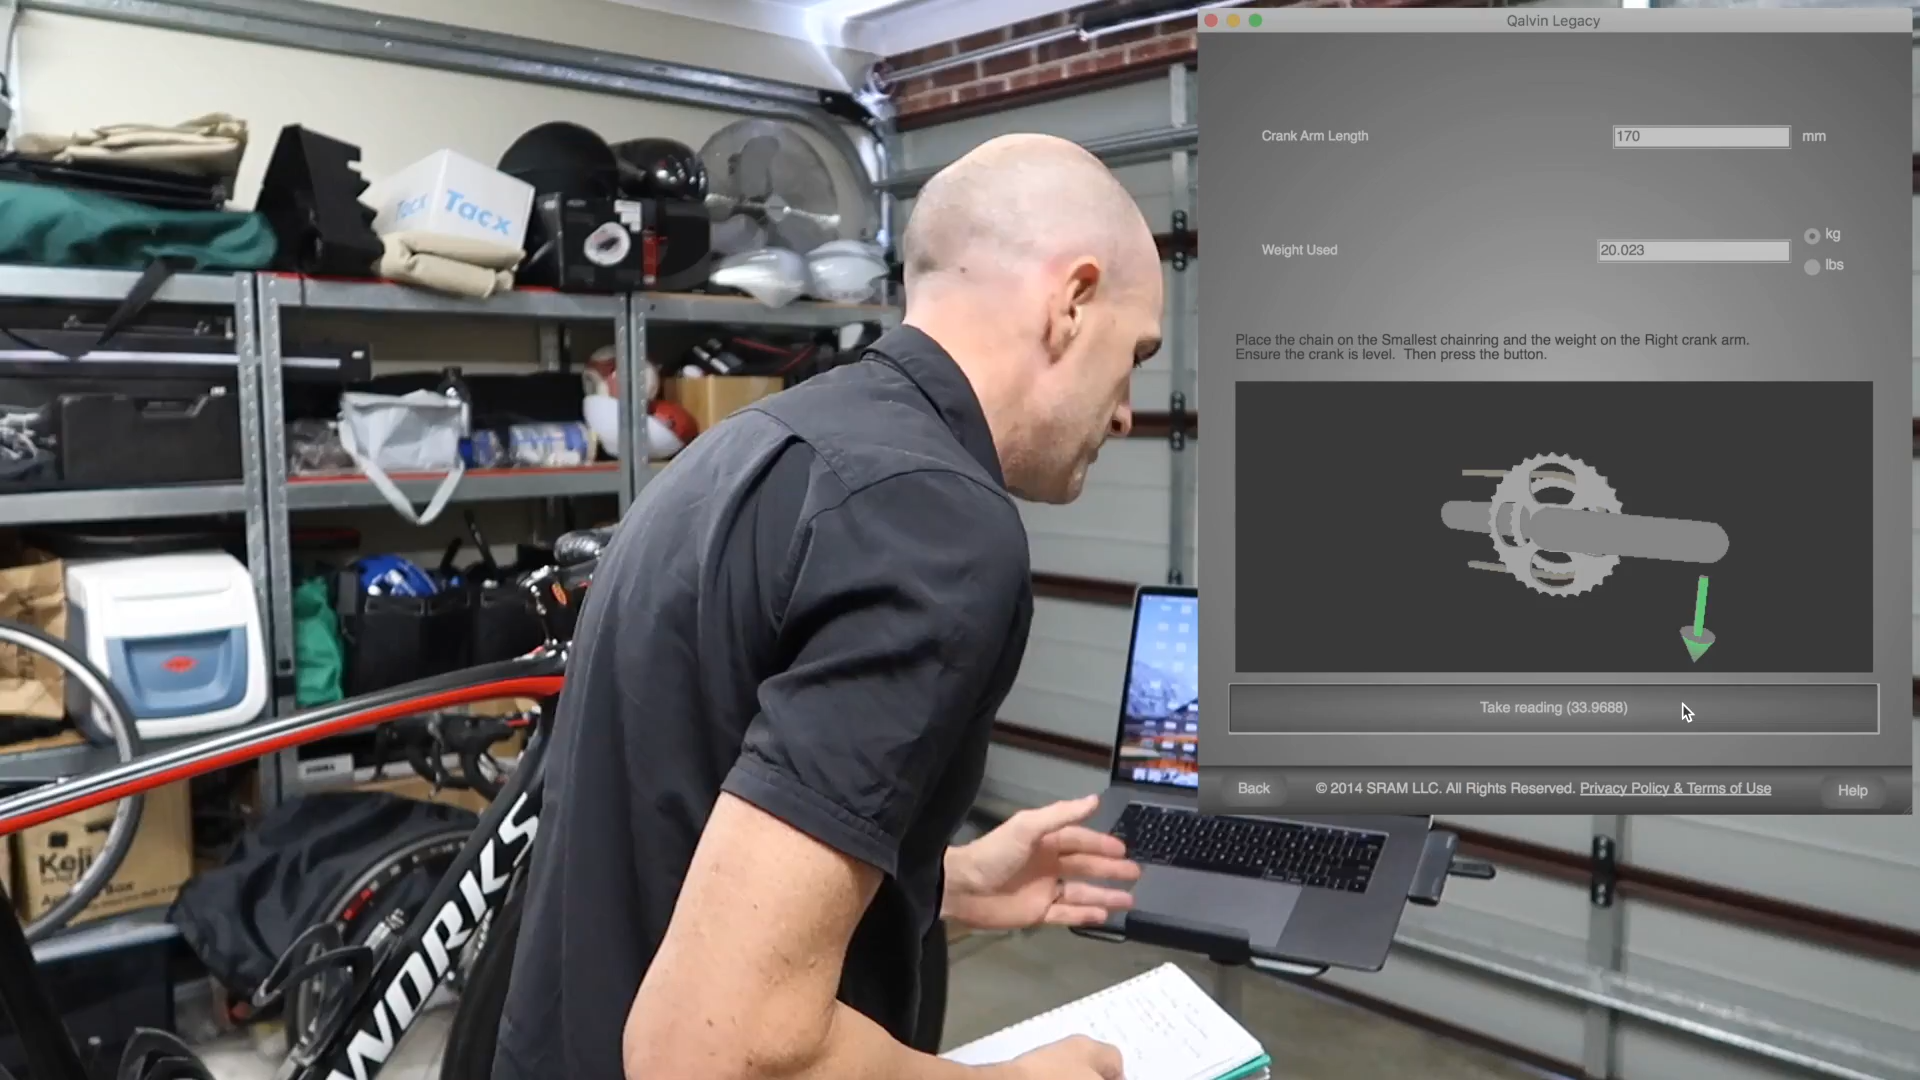 Qalvin Legacy
Crank Arm Length
170
mm
Weight Used
20.023
kg
lbs
Place the chain on the Smallest chainring and the weight on the Right crank arm.
Ensure the crank is level. Then press the button.
Take reading (33.9688)
Back
© 2014 SRAM LLC. All Rights Reserved. Privacy Policy & Terms of Use
Help
Tacx
Tacx
Keji
WORKS